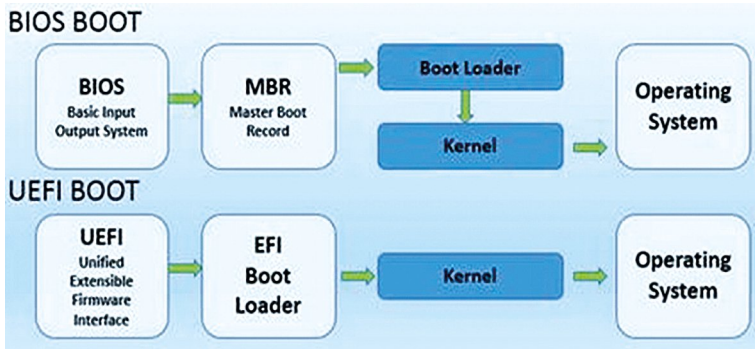 BIOS BOOT
BIOS
Basic Input
Output System
MBR
Master Boot
Record
Boot Loader
Kernel
Operating
System
UEFI BOOT
UEFI
Unified
Extensible
Firmware
Interface
EFI
Boot
Loader
Kernel
Operating
System